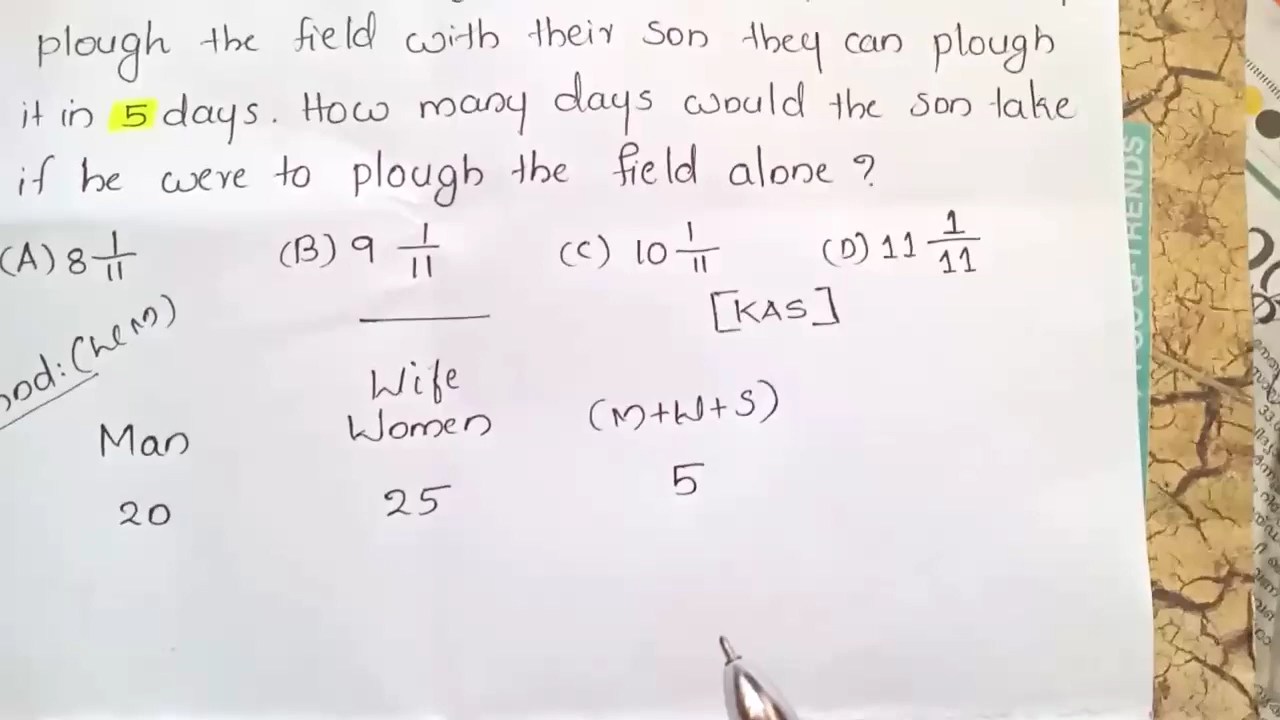 plough the field with their son they can plough
it in 5 days. How many days would the son take
if he were to plough the field alone ?
(A) 8 1/11 (B) 9 1/11 (C) 10 1/11 (D) 11 1/11
[KAS]
Wife
Man Women (M+W+S)
20 25 5
TRENDS